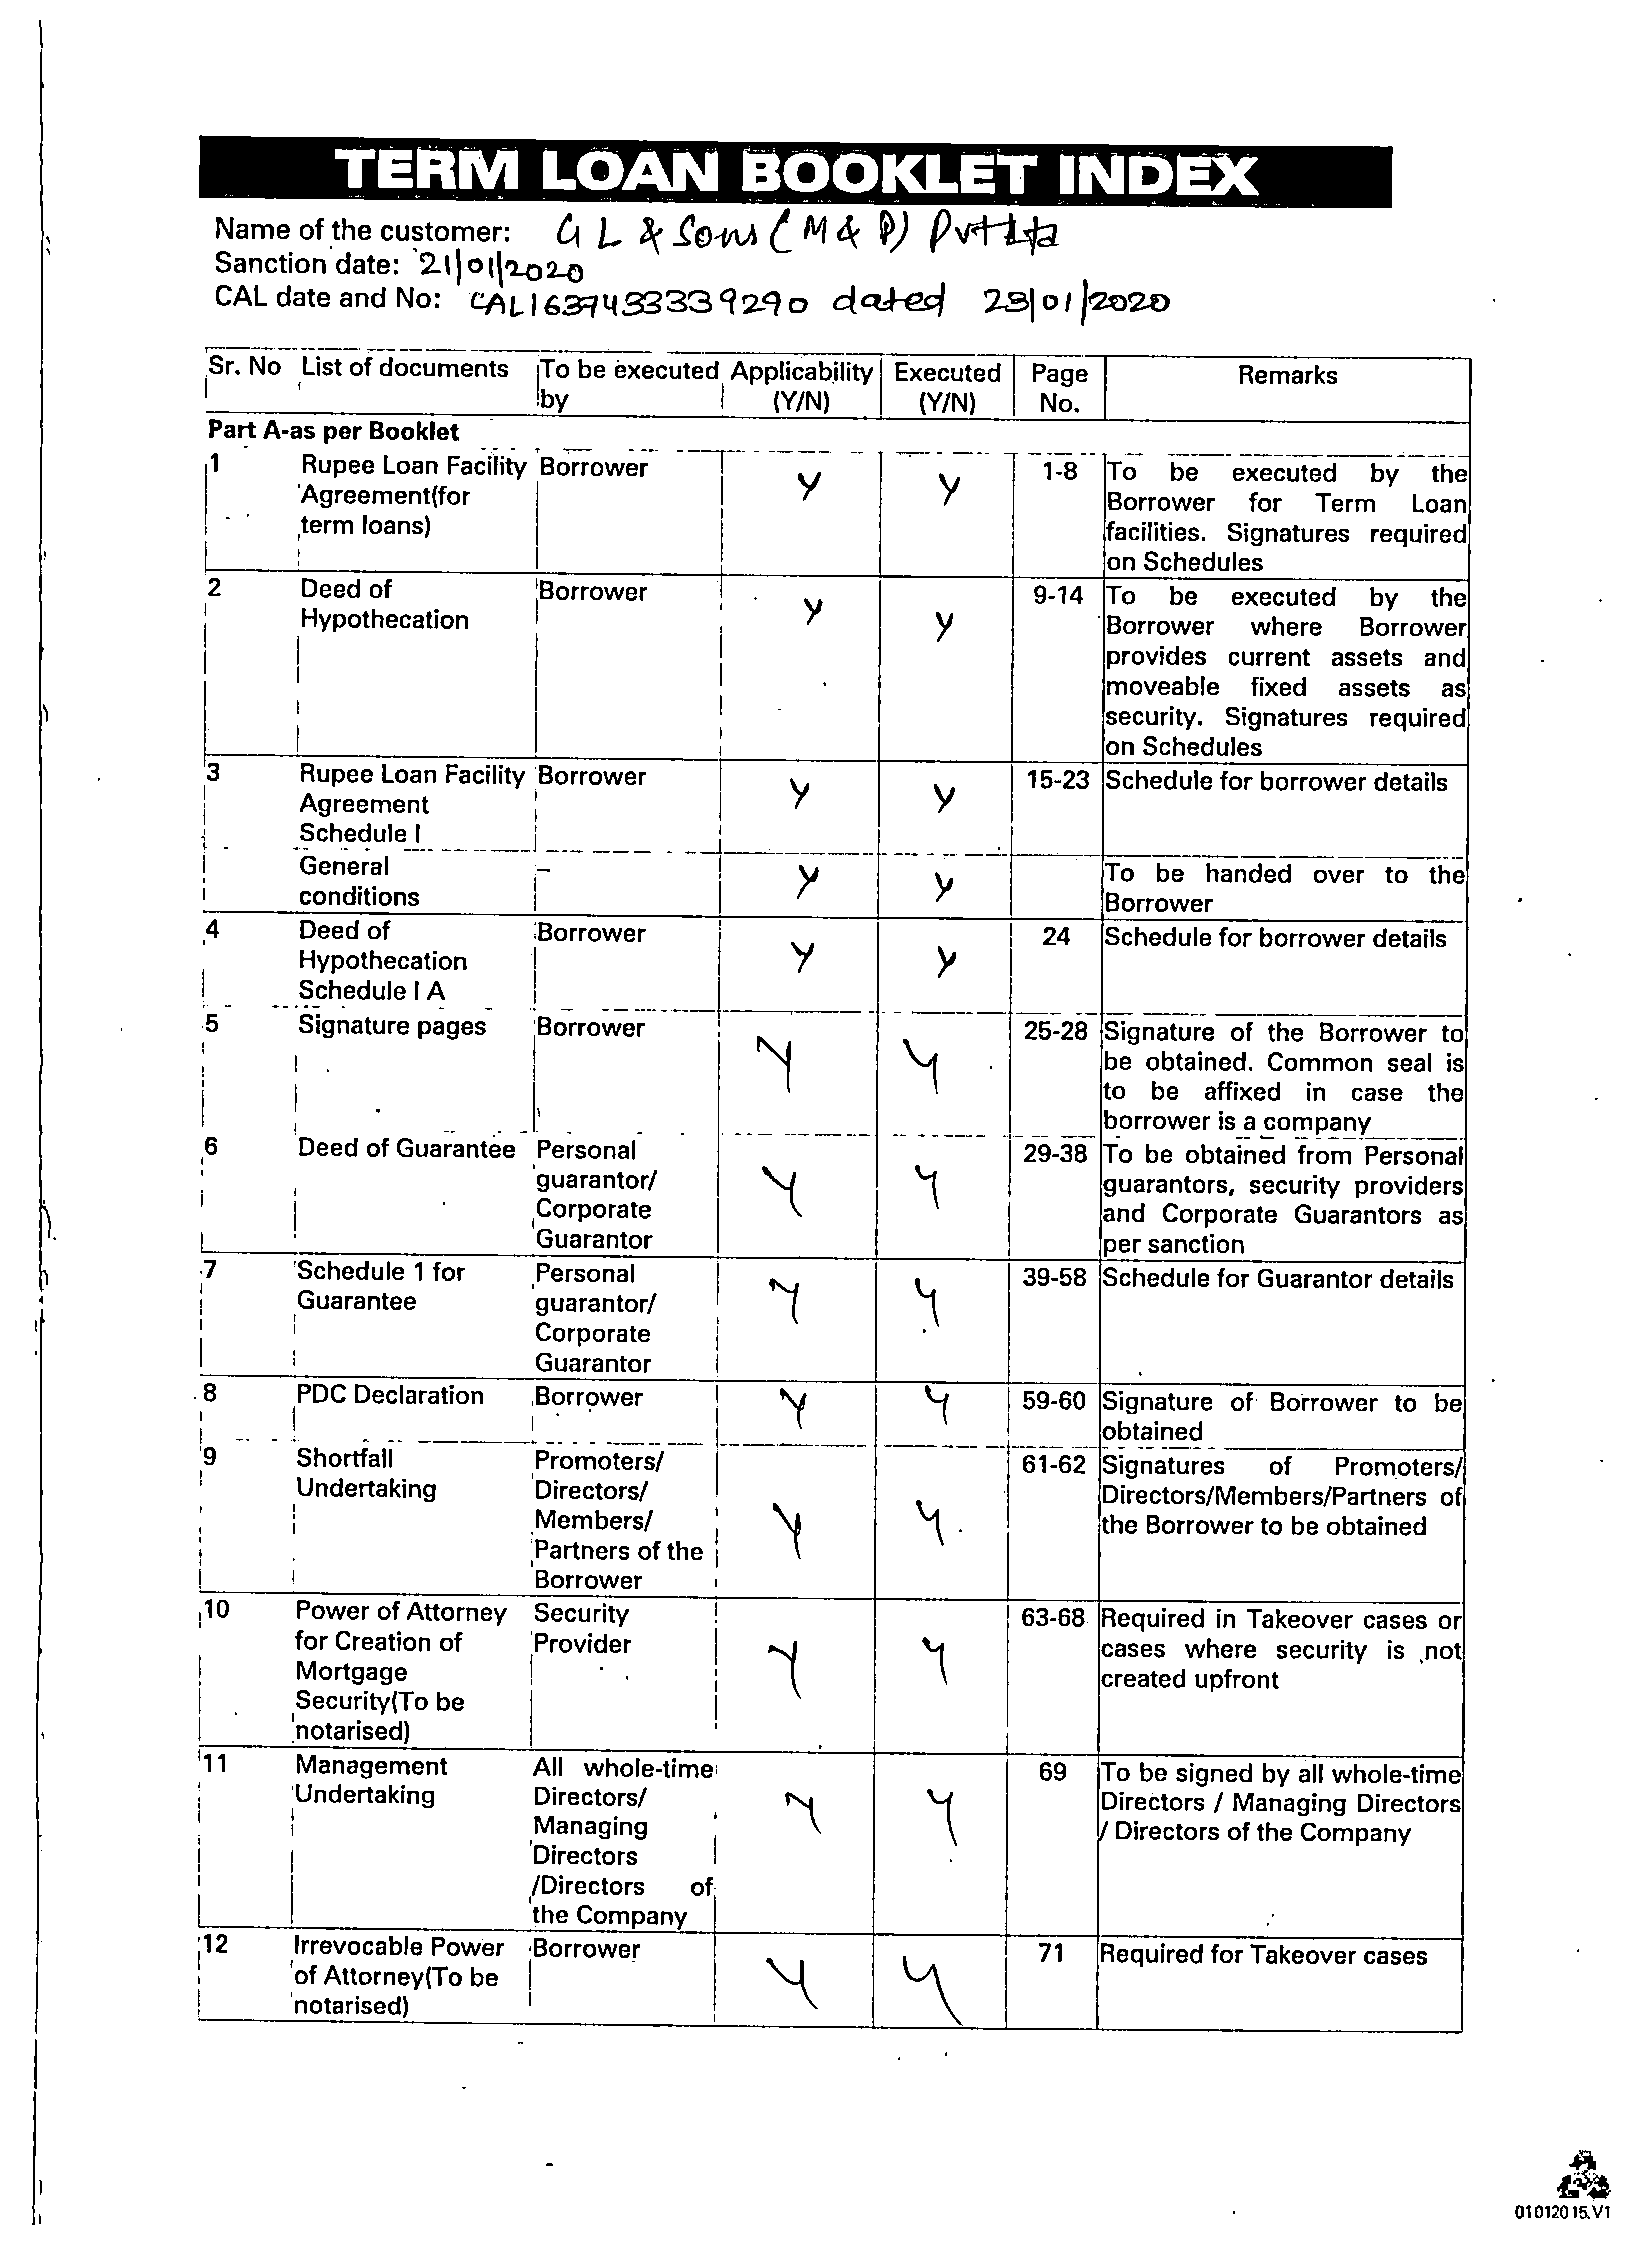 TERM LOAN BOOKLET INDEX
Name of the customer: G L & Sons (M & P) Pvt Ltd
Sanction date: 21/01/2020
CAL date and No: CAL163743339290 dated 23/01/2020
Sr. No List of documents To be executed by Applicability (Y/N) Executed (Y/N) Page No. Remarks
Part A-as per Booklet
1 Rupee Loan Facility Borrower Y Y 1-8 To be executed by the
Agreement(for Borrower for Term Loan
term loans) facilities. Signatures required
on Schedules
2 Deed of Borrower Y Y 9-14 To be executed by the
Hypothecation Borrower where Borrower
provides current assets and
moveable fixed assets as
security. Signatures required
on Schedules
3 Rupee Loan Facility Borrower Y Y 15-23 Schedule for borrower details
Agreement
Schedule I
General - Y Y To be handed over to the
conditions Borrower
4 Deed of Borrower Y Y 24 Schedule for borrower details
Hypothecation
Schedule I A
5 Signature pages Borrower Y Y 25-28 Signature of the Borrower to
be obtained. Common seal is
to be affixed in case the
borrower is a company
6 Deed of Guarantee Personal Y Y 29-38 To be obtained from Personal
guarantor/ guarantors, security providers
Corporate and Corporate Guarantors as
Guarantor per sanction
7 Schedule 1 for Personal Y Y 39-58 Schedule for Guarantor details
Guarantee guarantor/
Corporate
Guarantor
8 PDC Declaration Borrower Y Y 59-60 Signature of Borrower to be
obtained
9 Shortfall Promoters/ Y Y 61-62 Signatures of Promoters/
Undertaking Directors/ Directors/Members/Partners of
Members/ the Borrower to be obtained
Partners of the
Borrower
10 Power of Attorney Security Y Y 63-68 Required in Takeover cases or
for Creation of Provider cases where security is not
Mortgage created upfront
Security(To be
notarised)
11 Management All whole-time Y Y 69 To be signed by all whole-time
Undertaking Directors/ Directors / Managing Directors
Managing / Directors of the Company
Directors
/Directors of
the Company
12 Irrevocable Power Borrower Y Y 71 Required for Takeover cases
of Attorney(To be
notarised)
01012015.V1